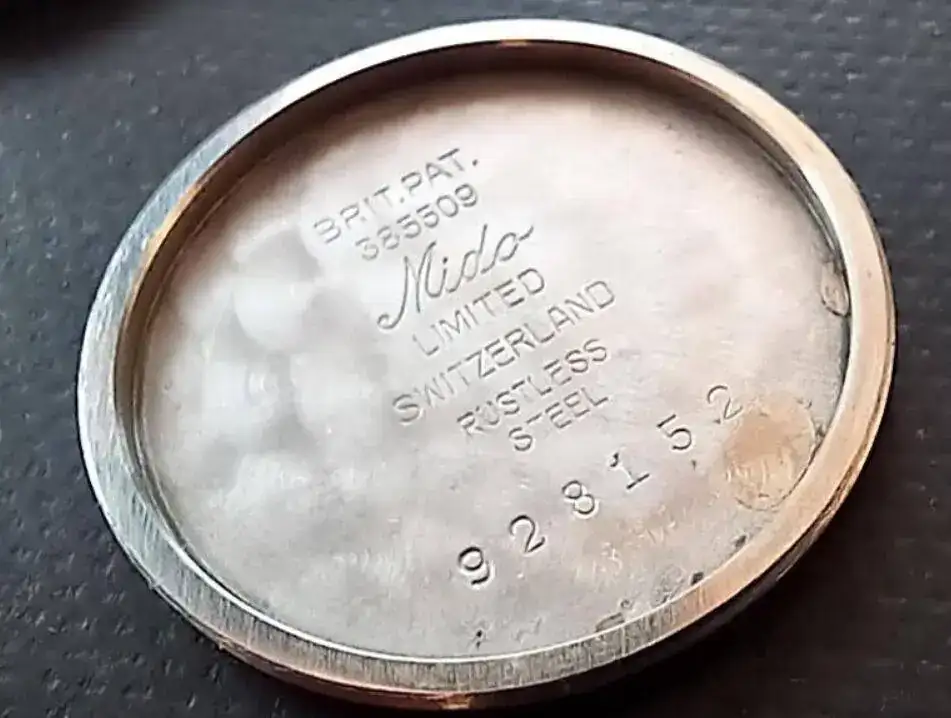 BRIT.PAT.
385509
Mido
LIMITED
SWITZERLAND
RUSTLESS
STEEL
928152